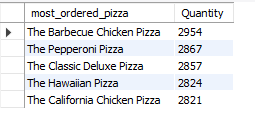 most_ordered_pizza Quantity
The Barbecue Chicken Pizza 2954
The Pepperoni Pizza 2867
The Classic Deluxe Pizza 2857
The Hawaiian Pizza 2824
The California Chicken Pizza 2821